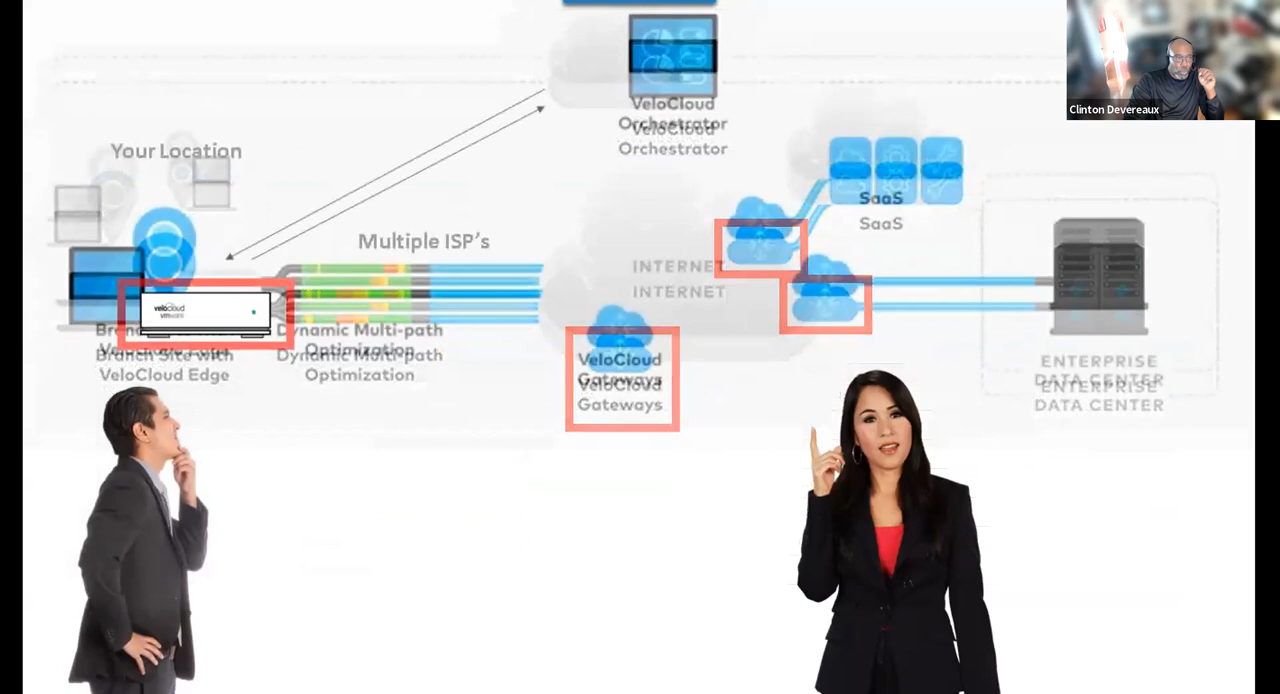 Clinton Devereaux
VeloCloud
Orchestrator
VeloCloud
Orchestrator
Your Location
Multiple ISP's
SaaS
SaaS
INTERNET
INTERNET
velocloud
vmware
Branch Site with
VeloCloud Edge
Dynamic Multi-path
Optimization
Dynamic Multi-path
Optimization
VeloCloud
Gateways
VeloCloud
Gateways
ENTERPRISE
DATA CENTER
ENTERPRISE
DATA CENTER